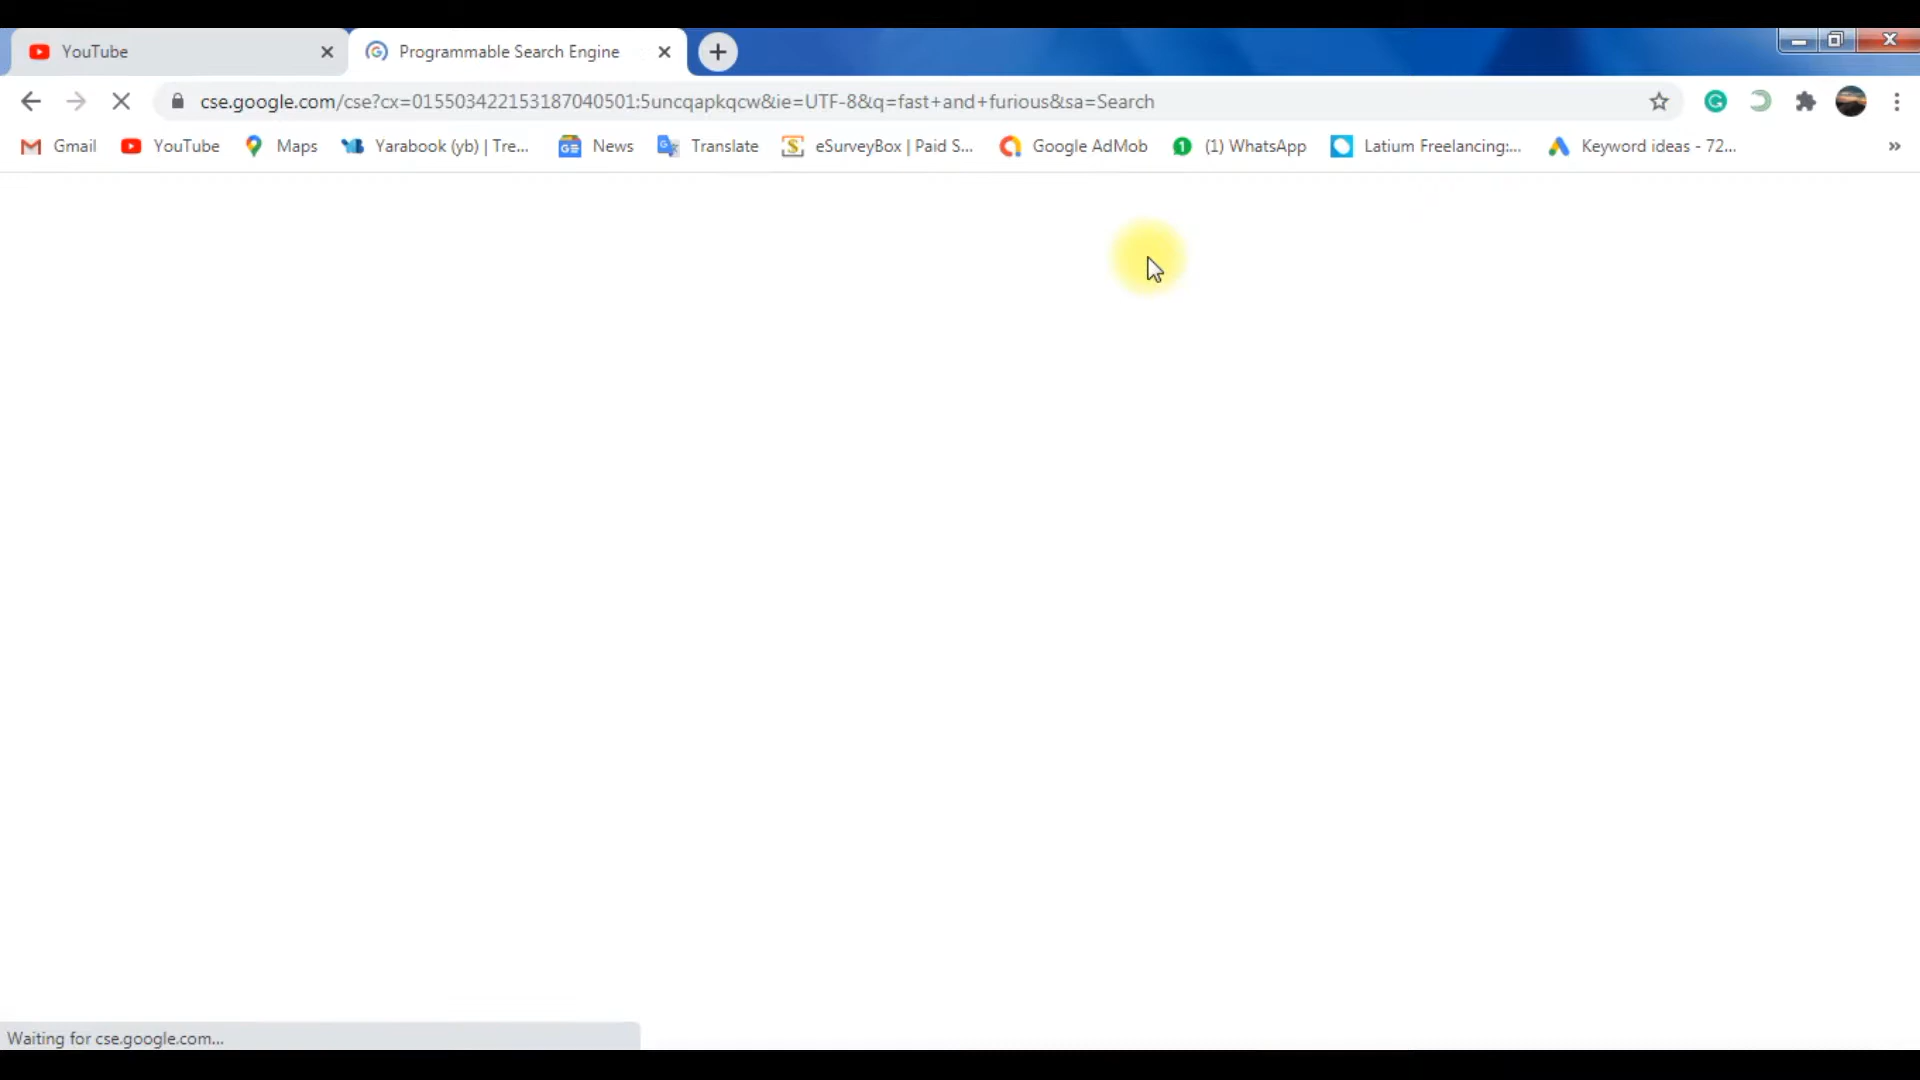 YouTube
Programmable Search Engine
cse.google.com/cse?cx=015503422153187040501:5uncqapkqcw&ie=UTF-8&q=fast+and+furious&sa=Search
Gmail YouTube Maps Yarabook (yb) | Tre... News Translate eSurveyBox | Paid S... Google AdMob (1) WhatsApp Latium Freelancing:... Keyword ideas - 72... »
Waiting for cse.google.com...